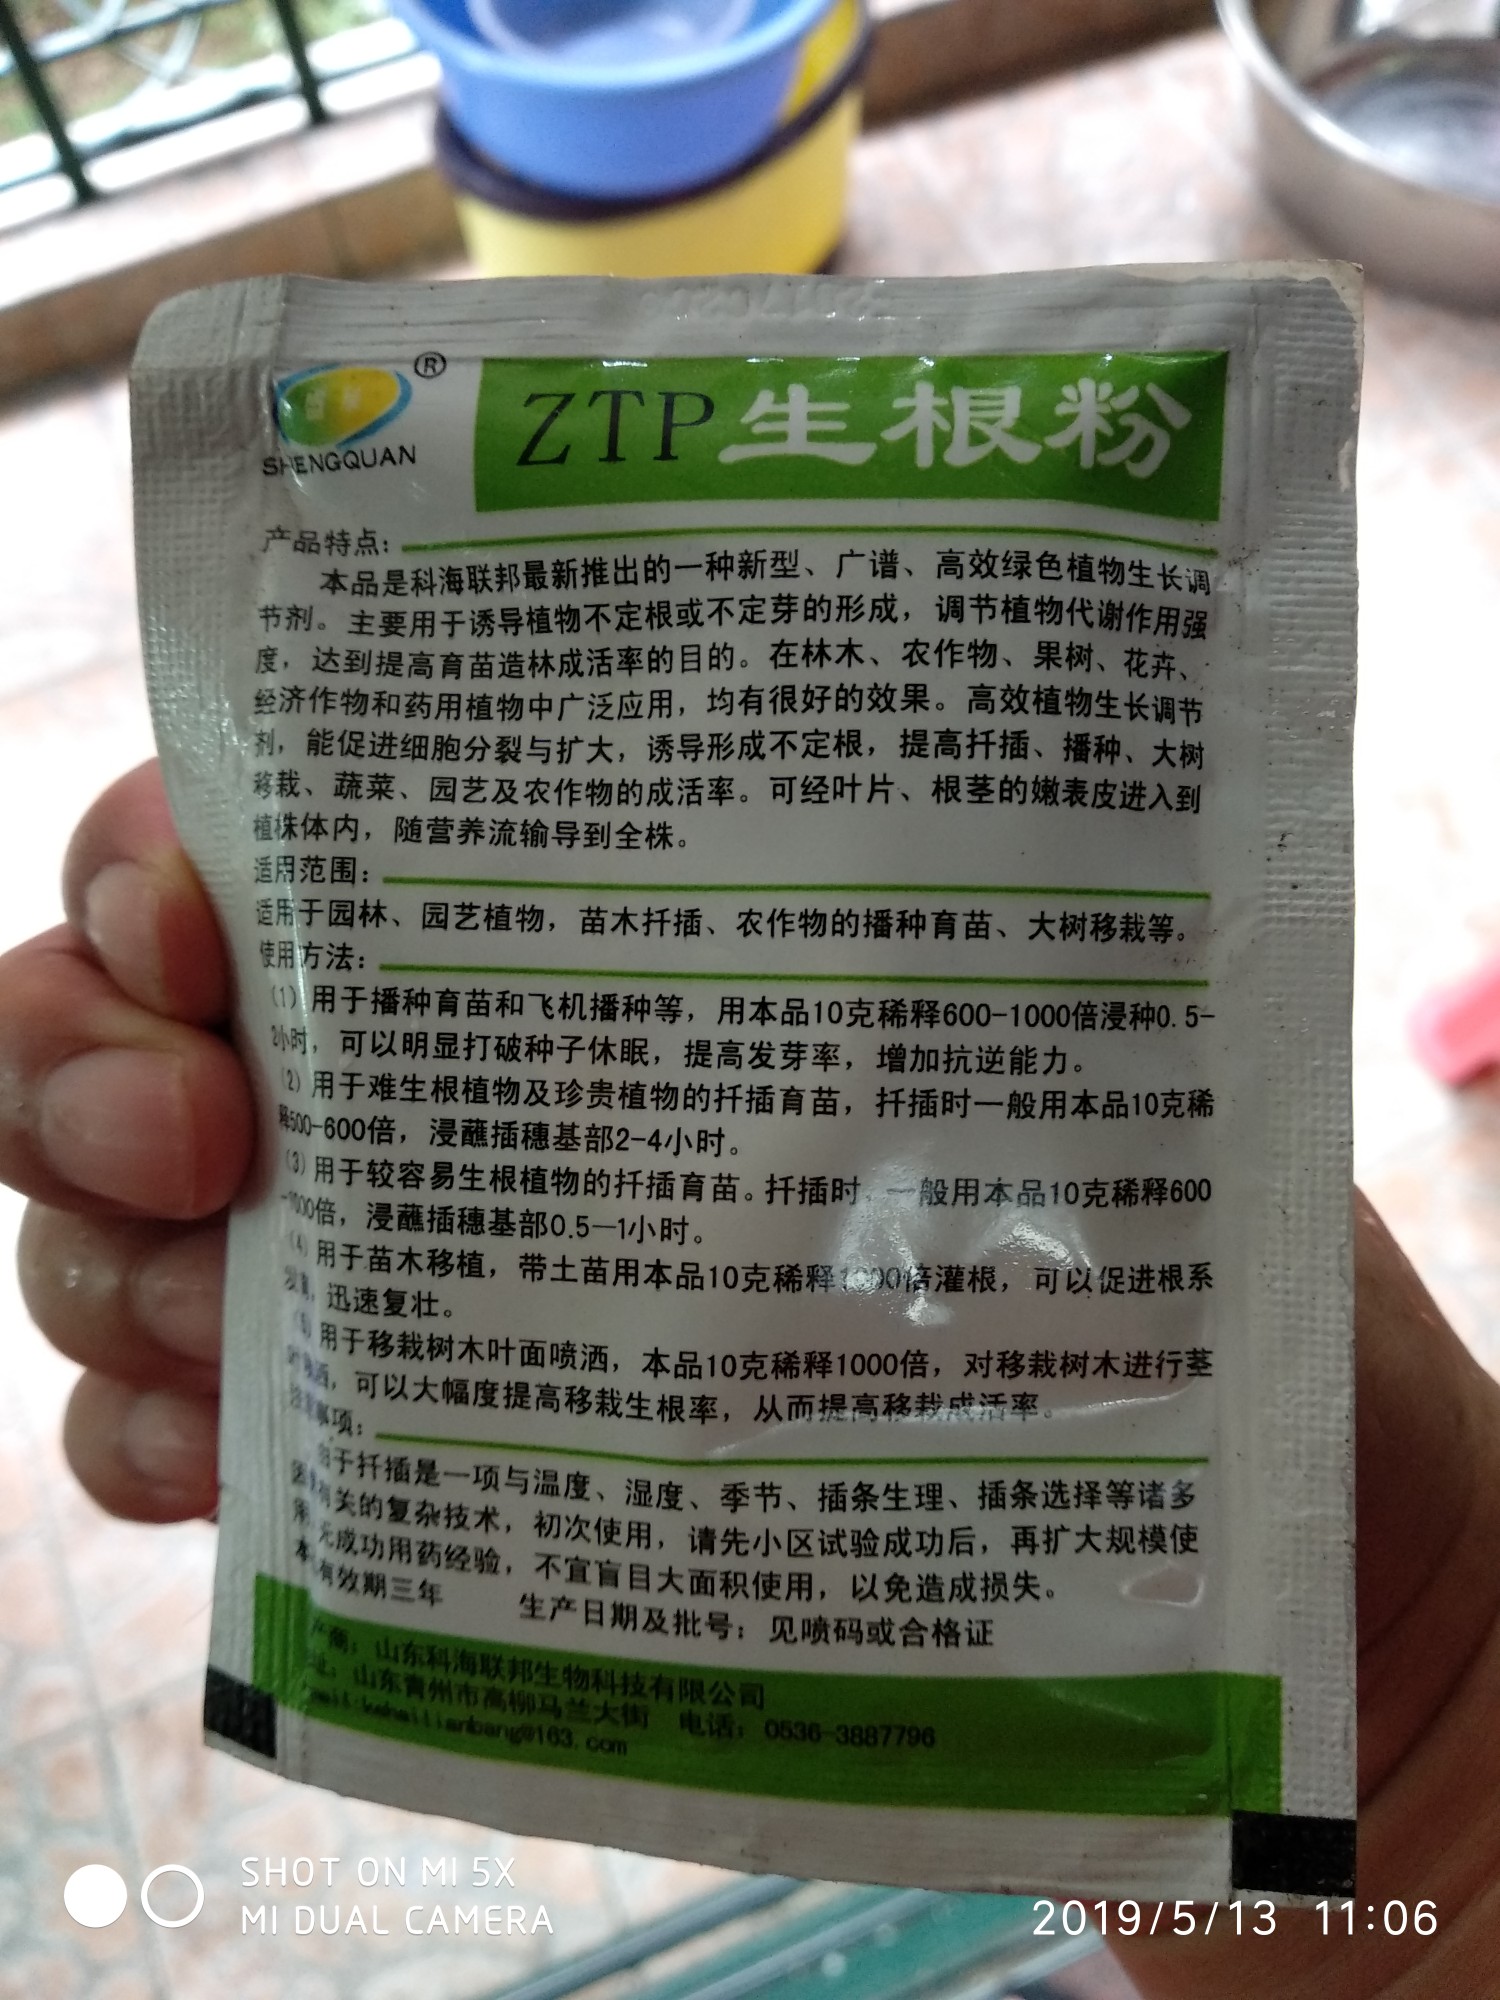 ®
SHENGQUAN
ZTP生根粉
产品特点:
本品是科海联邦最新推出的一种新型、广谱、高效绿色植物生长调
节剂。主要用于诱导植物不定根或不定芽的形成，调节植物代谢作用强
度，达到提高育苗造林成活率的目的。在林木、农作物、果树、花卉、
经济作物和药用植物中广泛应用，均有很好的效果。高效植物生长调节
剂，能促进细胞分裂与扩大，诱导形成不定根，提高扦插、播种、大树
移栽、蔬菜、园艺及农作物的成活率。可经叶片、根茎的嫩表皮进入到
植株体内，随营养流输导到全株。
适用范围:
适用于园林、园艺植物，苗木扦插、农作物的播种育苗、大树移栽等。
使用方法:
(1) 用于播种育苗和飞机播种等，用本品10克稀释600-1000倍浸种0.5-
2小时，可以明显打破种子休眠，提高发芽率，增加抗逆能力。
(2) 用于难生根植物及珍贵植物的扦插育苗，扦插时一般用本品10克稀
释500-600倍，浸蘸插穗基部2-4小时。
(3) 用于较容易生根植物的扦插育苗。扦插时，一般用本品10克稀释600
-1000倍，浸蘸插穗基部0.5—1小时。
(4) 用于苗木移植，带土苗用本品10克稀释1000倍灌根，可以促进根系
，迅速复壮。
用于移栽树木叶面喷洒，本品10克稀释1000倍，对移栽树木进行茎
，可以大幅度提高移栽生根率，从而提高移栽成活率。
事项:
由于扦插是一项与温度、湿度、季节、插条生理、插条选择等诸多
有关的复杂技术，初次使用，请先小区试验成功后，再扩大规模使
无成功用药经验，不宜盲目大面积使用，以免造成损失。
有效期三年 生产日期及批号：见喷码或合格证
商：山东科海联邦生物科技有限公司
址：山东青州市高柳马兰大街 电话：0536-3887796
kehailianbang@163.com
SHOT ON MI 5X
MI DUAL CAMERA
2019/5/13 11:06